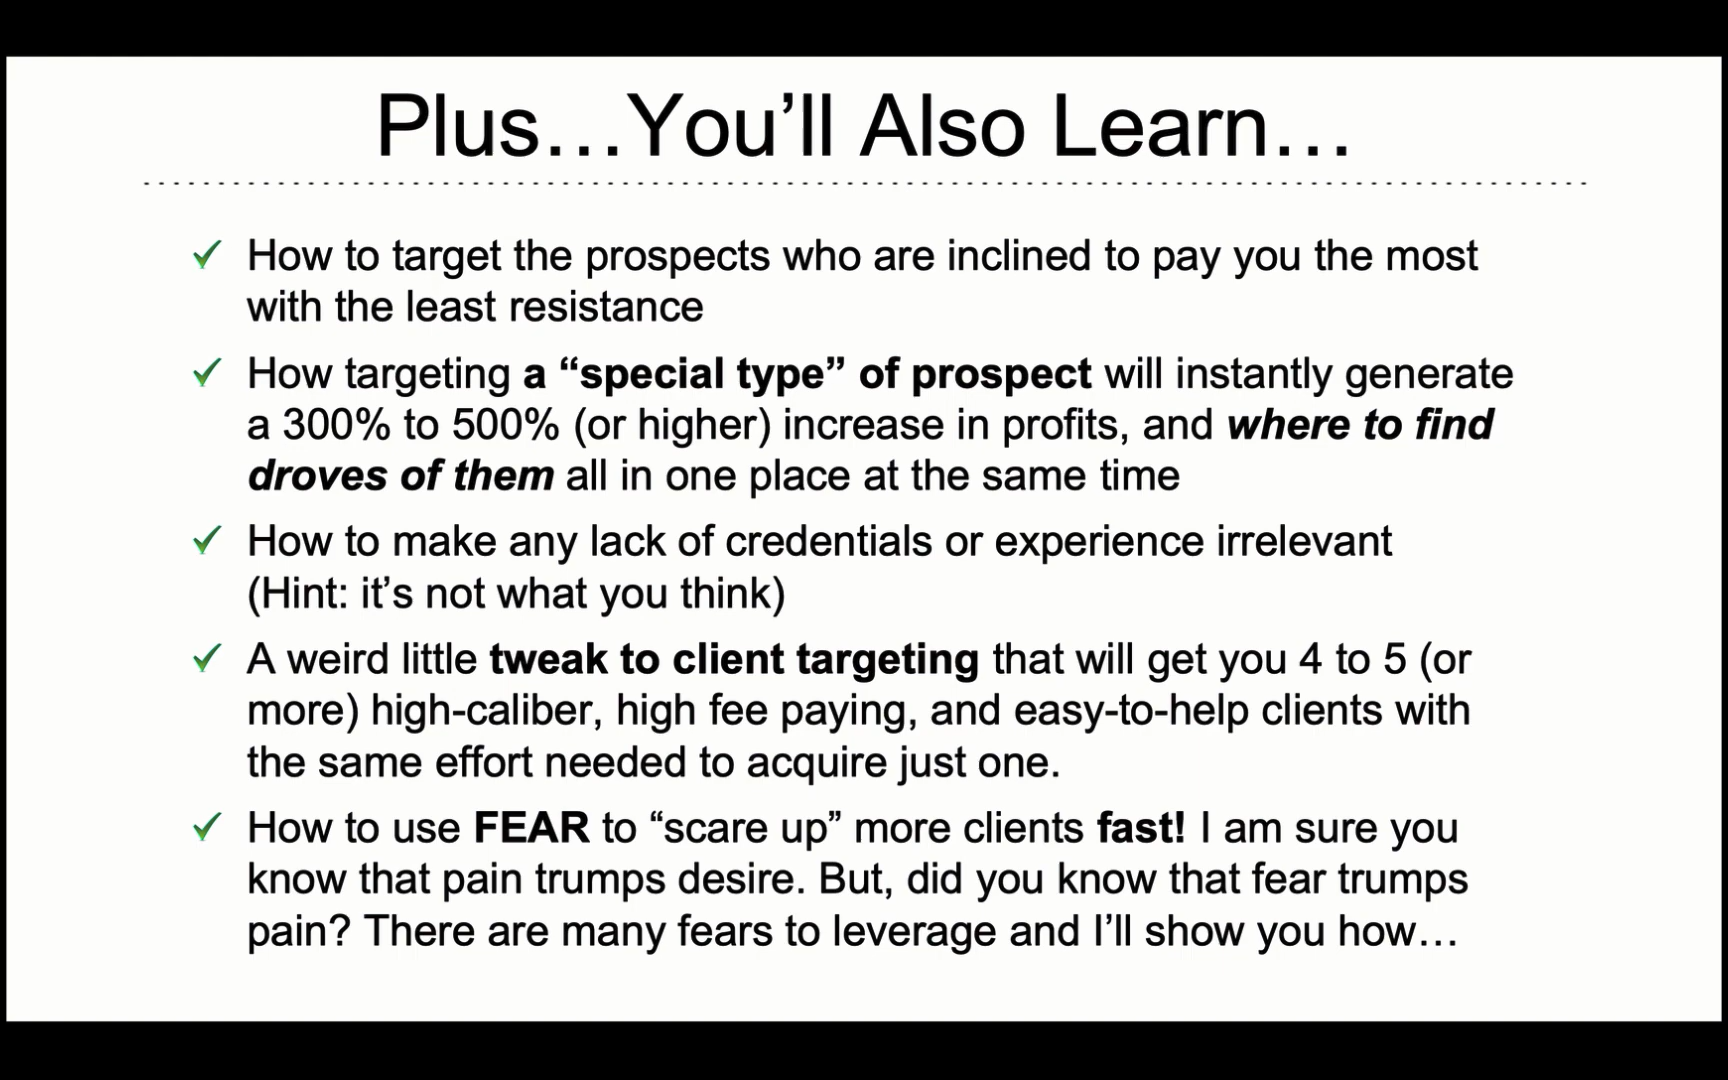 Plus…You’ll Also Learn…
✓ How to target the prospects who are inclined to pay you the most
with the least resistance
✓ How targeting a “special type” of prospect will instantly generate
a 300% to 500% (or higher) increase in profits, and where to find
droves of them all in one place at the same time
✓ How to make any lack of credentials or experience irrelevant
(Hint: it’s not what you think)
✓ A weird little tweak to client targeting that will get you 4 to 5 (or
more) high-caliber, high fee paying, and easy-to-help clients with
the same effort needed to acquire just one.
✓ How to use FEAR to “scare up” more clients fast! I am sure you
know that pain trumps desire. But, did you know that fear trumps
pain? There are many fears to leverage and I’ll show you how…